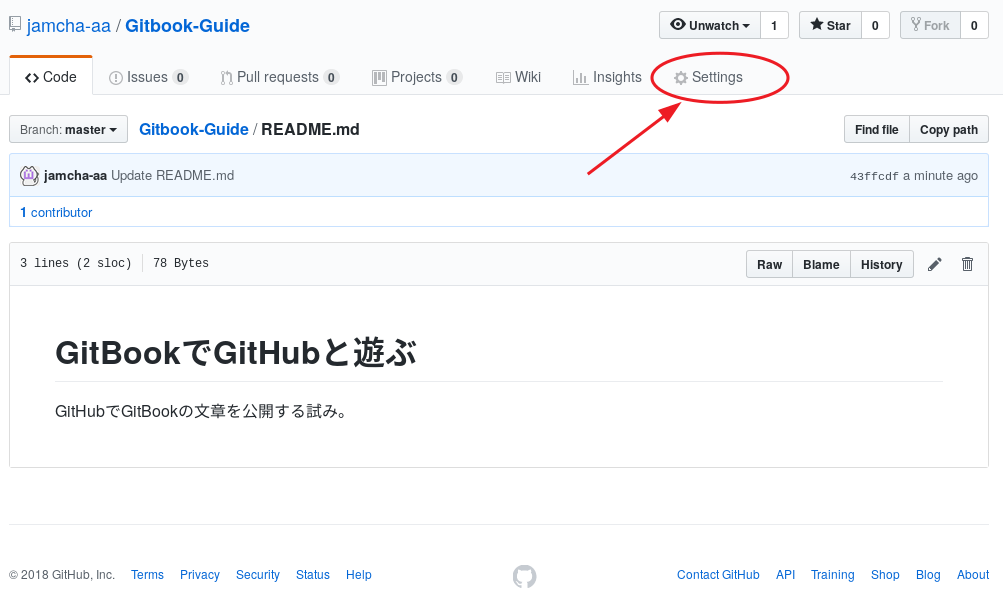 jamcha-aa / Gitbook-Guide
Unwatch 1 Star 0 Fork 0
Code Issues 0 Pull requests 0 Projects 0 Wiki Insights Settings
Branch: master Gitbook-Guide / README.md Find file Copy path
jamcha-aa Update README.md 43ffcdf a minute ago
1 contributor
3 lines (2 sloc) 78 Bytes Raw Blame History
GitBookでGitHubと遊ぶ
GitHubでGitBookの文章を公開する試み。
© 2018 GitHub, Inc. Terms Privacy Security Status Help Contact GitHub API Training Shop Blog About